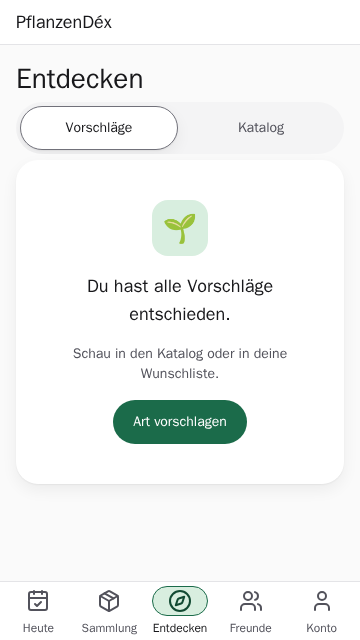 PflanzenDéx
Entdecken
Vorschläge
Katalog
Du hast alle Vorschläge
entschieden.
Schau in den Katalog oder in deine
Wunschliste.
Art vorschlagen
Heute
Sammlung
Entdecken
Freunde
Konto